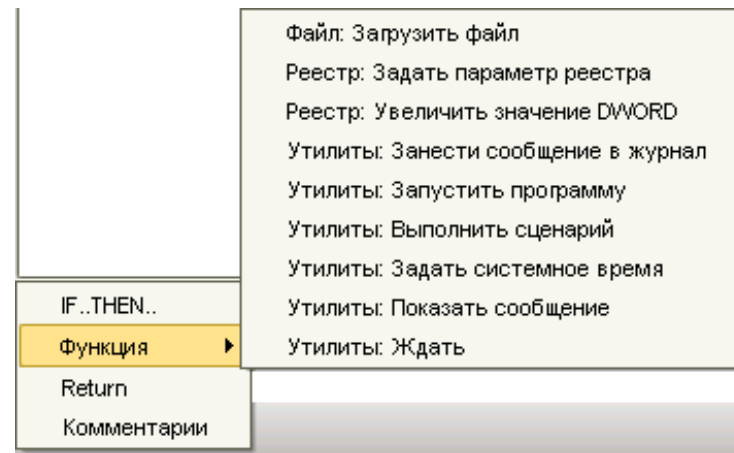 Файл: Загрузить файл
Реестр: Задать параметр реестра
Реестр: Увеличить значение DWORD
Утилиты: Занести сообщение в журнал
Утилиты: Запустить программу
Утилиты: Выполнить сценарий
Утилиты: Задать системное время
Утилиты: Показать сообщение
Утилиты: Ждать
IF..THEN..
Функция
Return
Комментарии